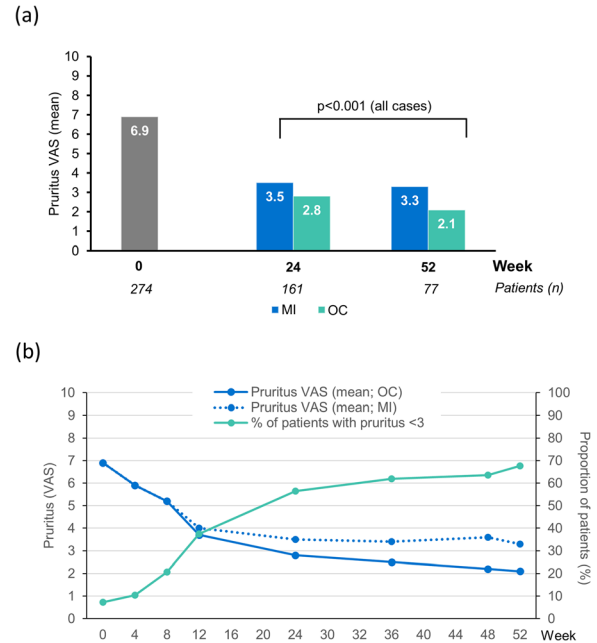 (a)
10
9
8
7
6
5
4
3
2
1
0
Pruritus VAS (mean)
p<0.001 (all cases)
6.9
3.5
2.8
3.3
2.1
0 24 52 Week
274 161 77 Patients (n)
MI OC
(b)
Pruritus VAS (mean; OC)
Pruritus VAS (mean; MI)
% of patients with pruritus <3
10
9
8
7
6
5
4
3
2
1
0
Pruritus (VAS)
100
90
80
70
60
50
40
30
20
10
0
Proportion of patients (%)
0 4 8 12 16 20 24 28 32 36 40 44 48 52 Week